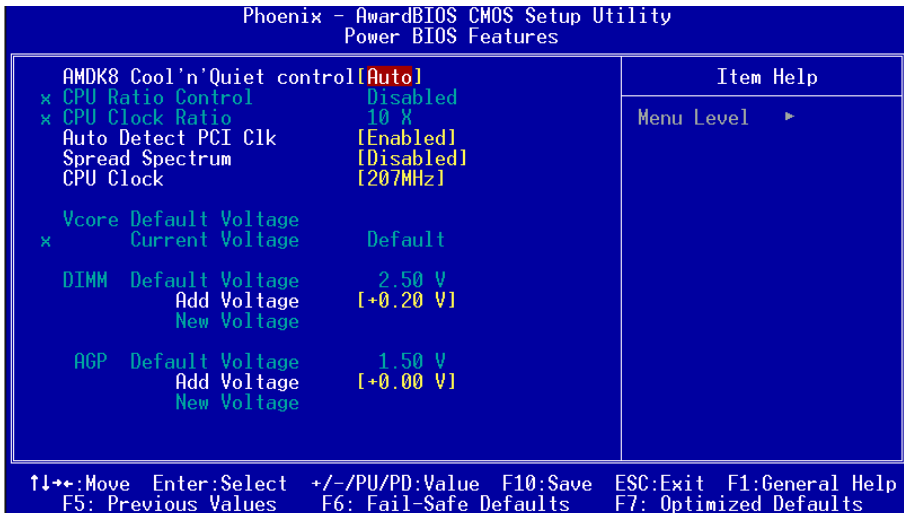 Phoenix - AwardBIOS CMOS Setup Utility
Power BIOS Features
AMDK8 Cool'n'Quiet control[Auto]
x CPU Ratio Control Disabled
x CPU Clock Ratio 10 X
Auto Detect PCI Clk [Enabled]
Spread Spectrum [Disabled]
CPU Clock [207MHz]
Vcore Default Voltage
x Current Voltage Default
DIMM Default Voltage 2.50 V
Add Voltage [+0.20 V]
New Voltage
AGP Default Voltage 1.50 V
Add Voltage [+0.00 V]
New Voltage
Item Help
Menu Level ►
↑↓→←:Move Enter:Select +/-/PU/PD:Value F10:Save ESC:Exit F1:General Help
F5: Previous Values F6: Fail-Safe Defaults F7: Optimized Defaults